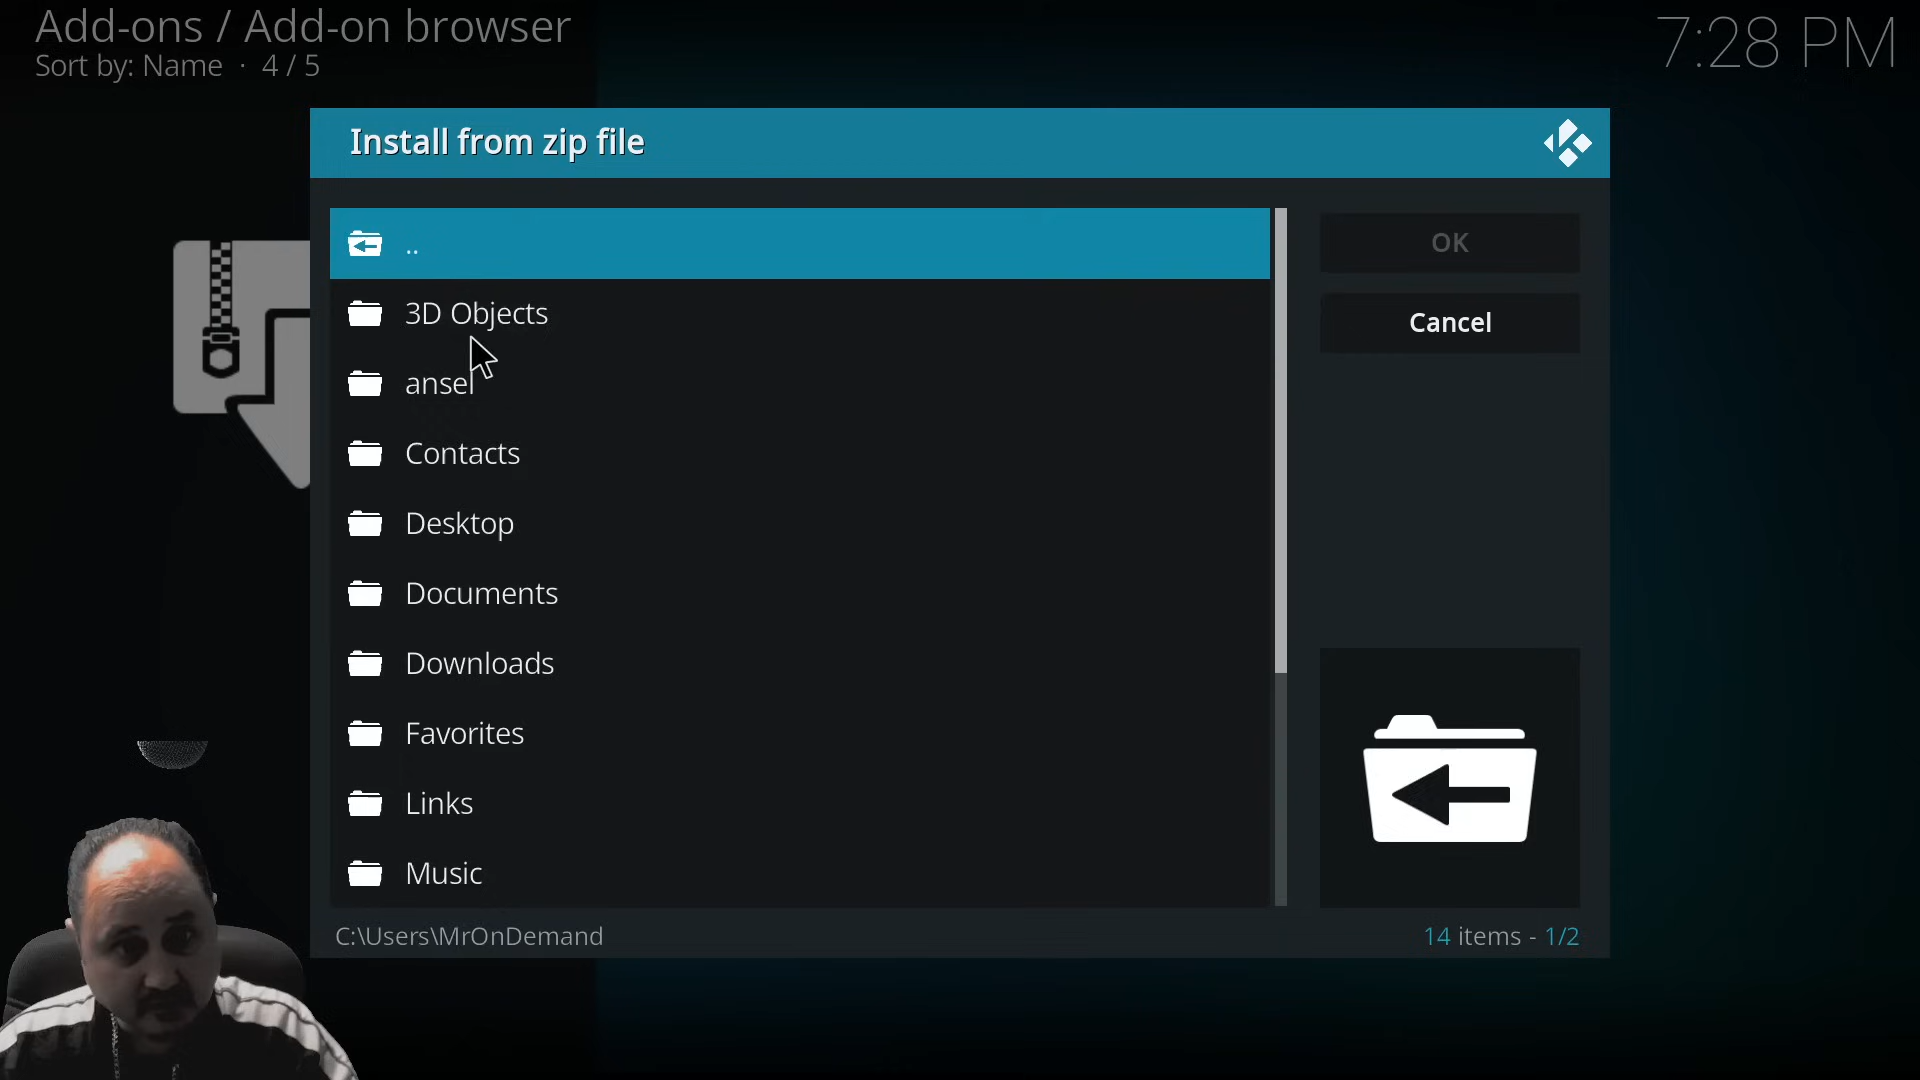 Add-ons / Add-on browser
Sort by: Name · 4 / 5
7:28 PM
Install from zip file
..
3D Objects
ansel
Contacts
Desktop
Documents
Downloads
Favorites
Links
Music
OK
Cancel
C:\Users\MrOnDemand
14 items - 1/2